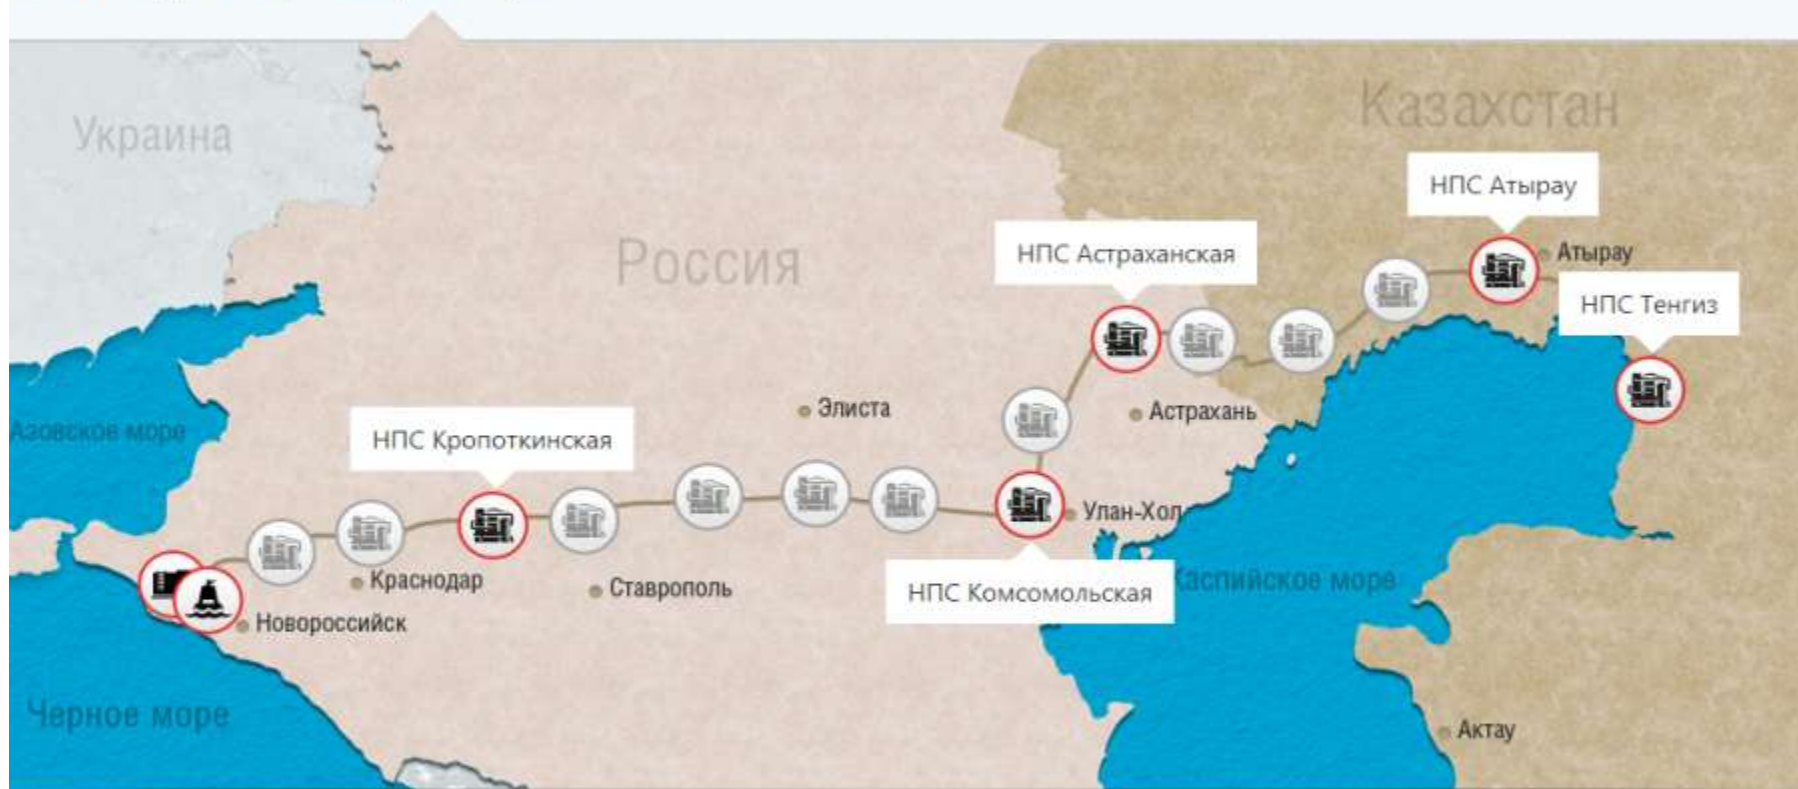 Казахстан
Украина
НПС Атырау
Россия
НПС Астраханская
Атырау
НПС Тенгиз
Элиста
Астрахань
Азовское море
НПС Кропоткинская
Улан-Хол
Краснодар
Каспийское море
Ставрополь
НПС Комсомольская
Новороссийск
Черное море
Актау